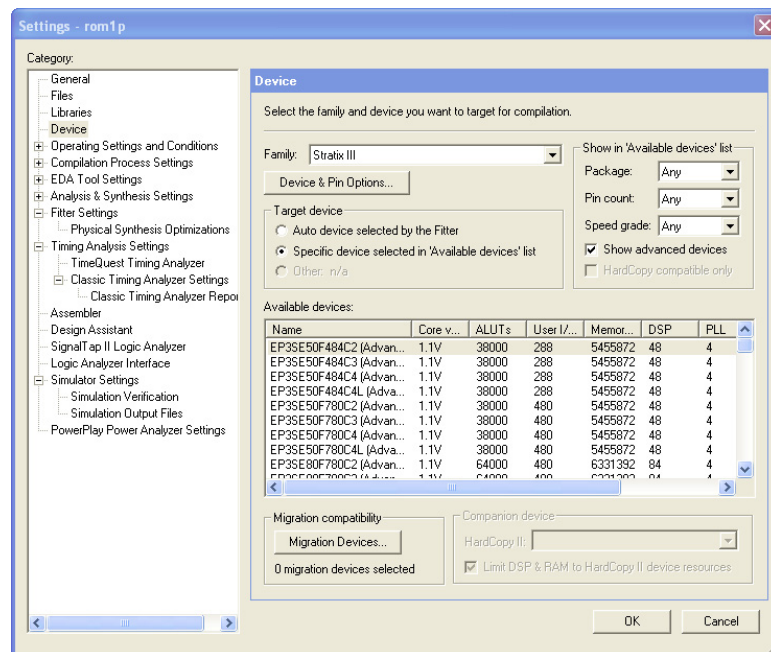 Settings - rom1p
Category:
General
Files
Libraries
Device
Operating Settings and Conditions
Compilation Process Settings
EDA Tool Settings
Analysis & Synthesis Settings
Fitter Settings
Physical Synthesis Optimizations
Timing Analysis Settings
TimeQuest Timing Analyzer
Classic Timing Analyzer Settings
Classic Timing Analyzer Repor
Assembler
Design Assistant
SignalTap II Logic Analyzer
Logic Analyzer Interface
Simulator Settings
Simulation Verification
Simulation Output Files
PowerPlay Power Analyzer Settings
Device
Select the family and device you want to target for compilation.
Family: Stratix III
Device & Pin Options...
Target device
Auto device selected by the Fitter
Specific device selected in 'Available devices' list
Other: n/a
Show in 'Available devices' list
Package: Any
Pin count: Any
Speed grade: Any
Show advanced devices
HardCopy compatible only
Available devices:
Name Core v... ALUTs User I/... Memor... DSP PLL
EP3SE50F484C2 (Advan... 1.1V 38000 288 5455872 48 4
EP3SE50F484C3 (Advan... 1.1V 38000 288 5455872 48 4
EP3SE50F484C4 (Advan... 1.1V 38000 288 5455872 48 4
EP3SE50F484C4L (Adva... 1.1V 38000 288 5455872 48 4
EP3SE50F780C2 (Advan... 1.1V 38000 480 5455872 48 4
EP3SE50F780C3 (Advan... 1.1V 38000 480 5455872 48 4
EP3SE50F780C4 (Advan... 1.1V 38000 480 5455872 48 4
EP3SE50F780C4L (Adva... 1.1V 38000 480 5455872 48 4
EP3SE80F780C2 (Advan... 1.1V 64000 480 6331392 84 4
Migration compatibility
Migration Devices...
0 migration devices selected
Companion device
HardCopy II:
Limit DSP & RAM to HardCopy II device resources
OK Cancel